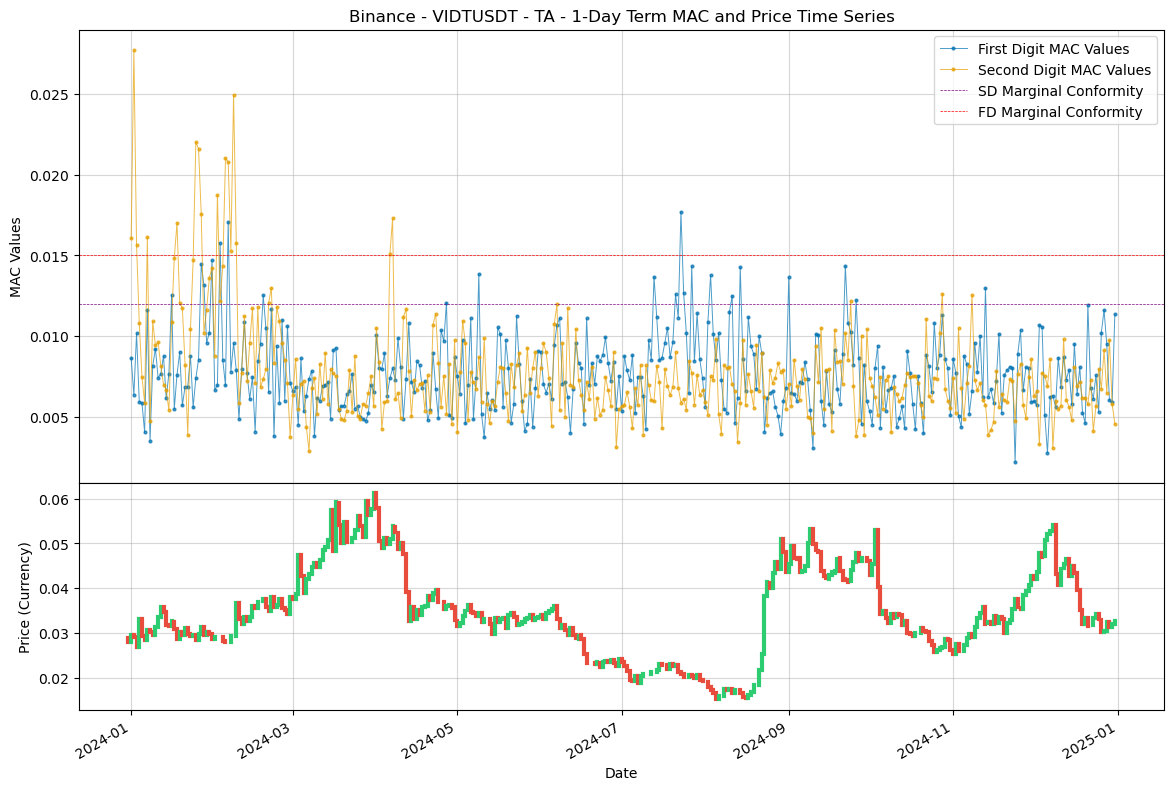 Binance - VIDTUSDT - TA - 1-Day Term MAC and Price Time Series
First Digit MAC Values
Second Digit MAC Values
SD Marginal Conformity
FD Marginal Conformity
MAC Values
0.025
0.020
0.015
0.010
0.005
Price (Currency)
0.06
0.05
0.04
0.03
0.02
2024-01
2024-03
2024-05
2024-07
2024-09
2024-11
2025-01
Date